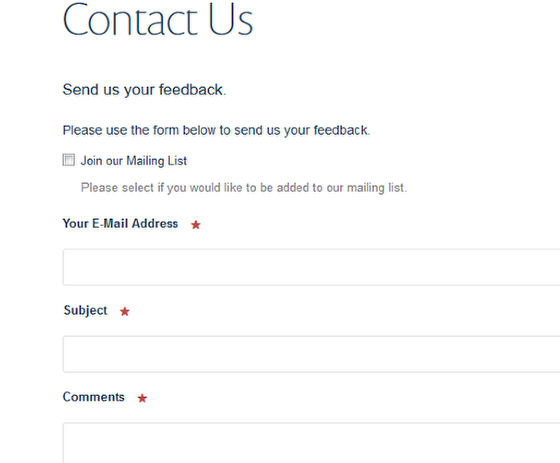 Contact Us
Send us your feedback.
Please use the form below to send us your feedback.
Join our Mailing List
Please select if you would like to be added to our mailing list.
Your E-Mail Address ★
Subject ★
Comments ★